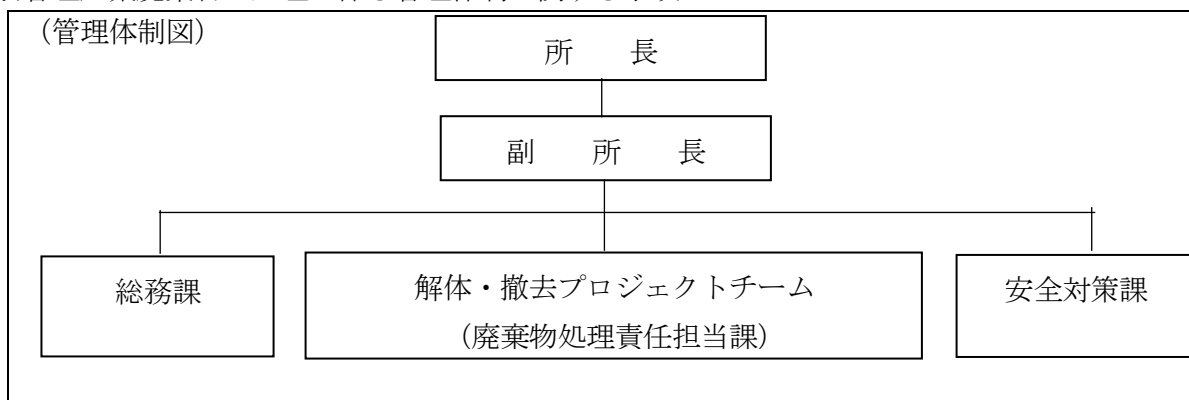 (管理体制図)
所 長
副 所 長
総務課
解体・撤去プロジェクトチーム
(廃棄物処理責任担当課)
安全対策課